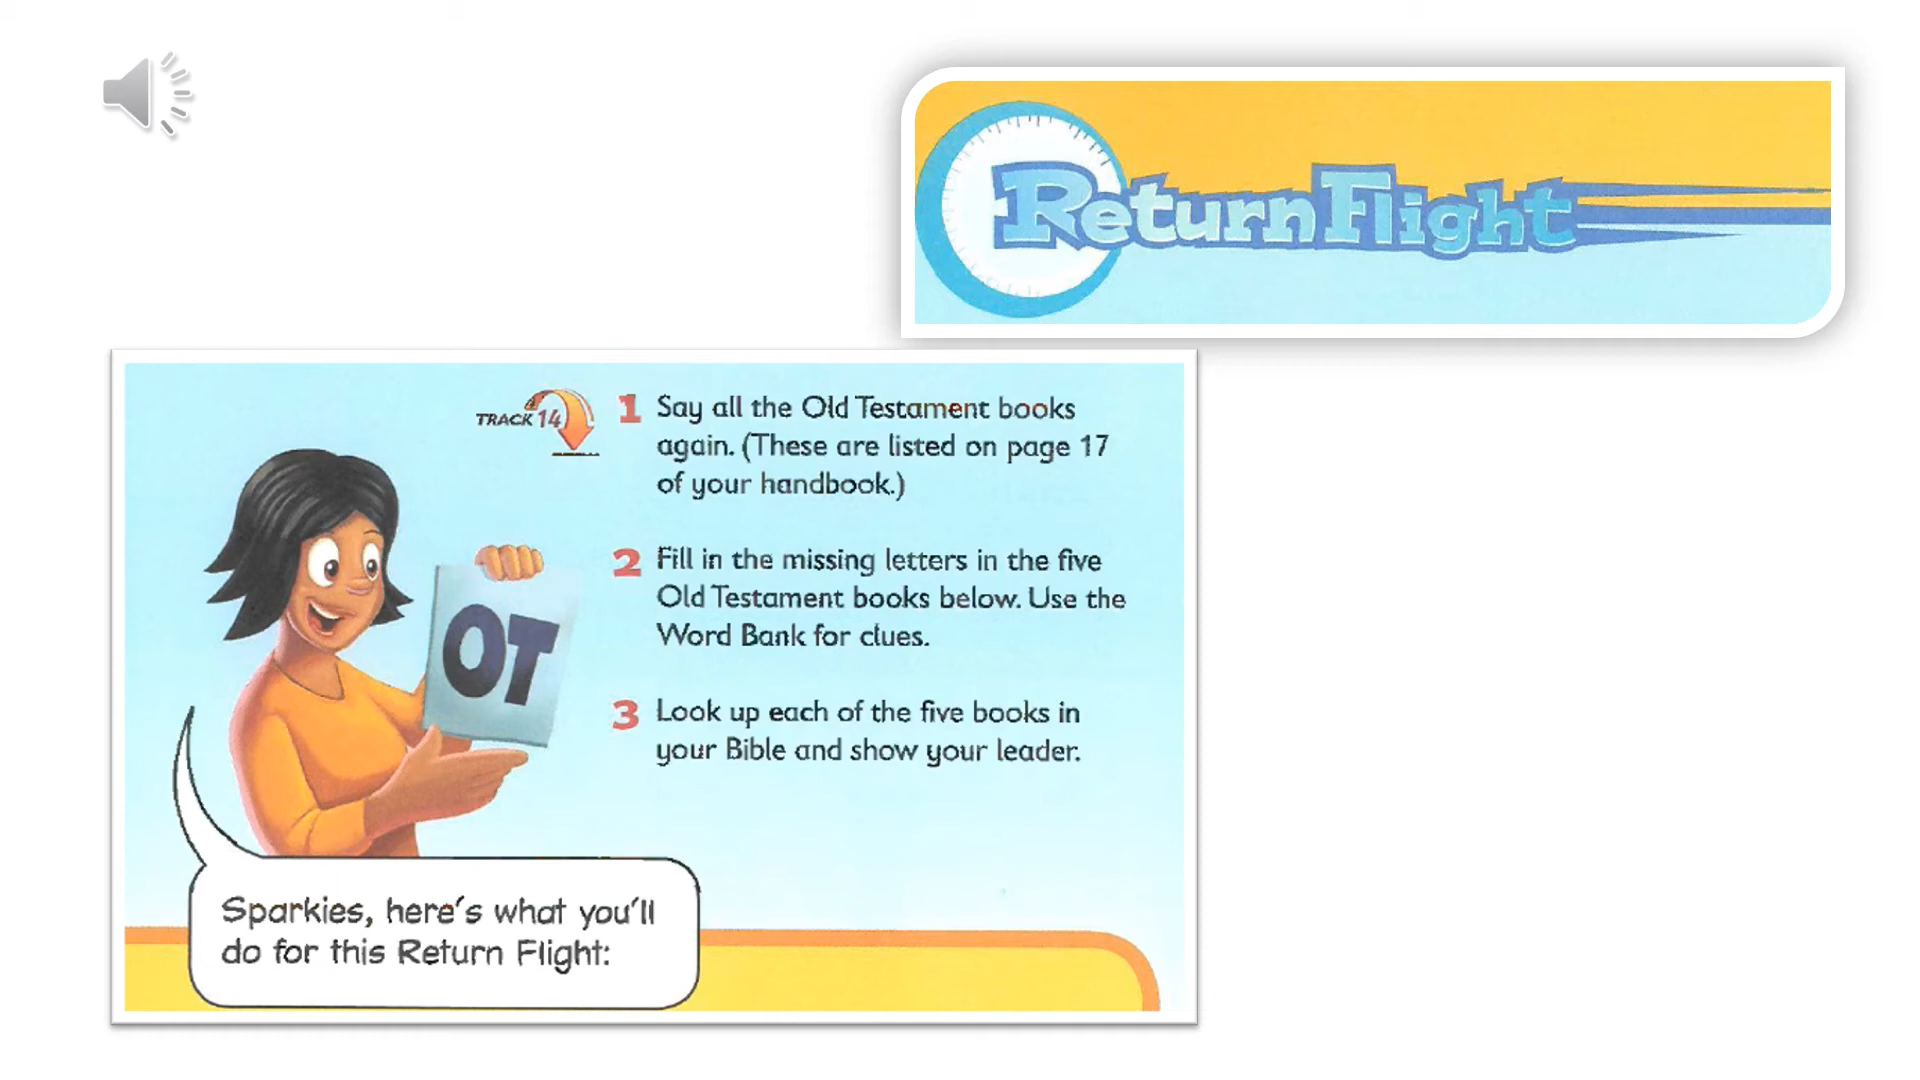 Return Flight
TRACK 14
1 Say all the Old Testament books
again. (These are listed on page 17
of your handbook.)
2 Fill in the missing letters in the five
Old Testament books below. Use the
Word Bank for clues.
3 Look up each of the five books in
your Bible and show your leader.
OT
Sparkies, here's what you'll
do for this Return Flight: